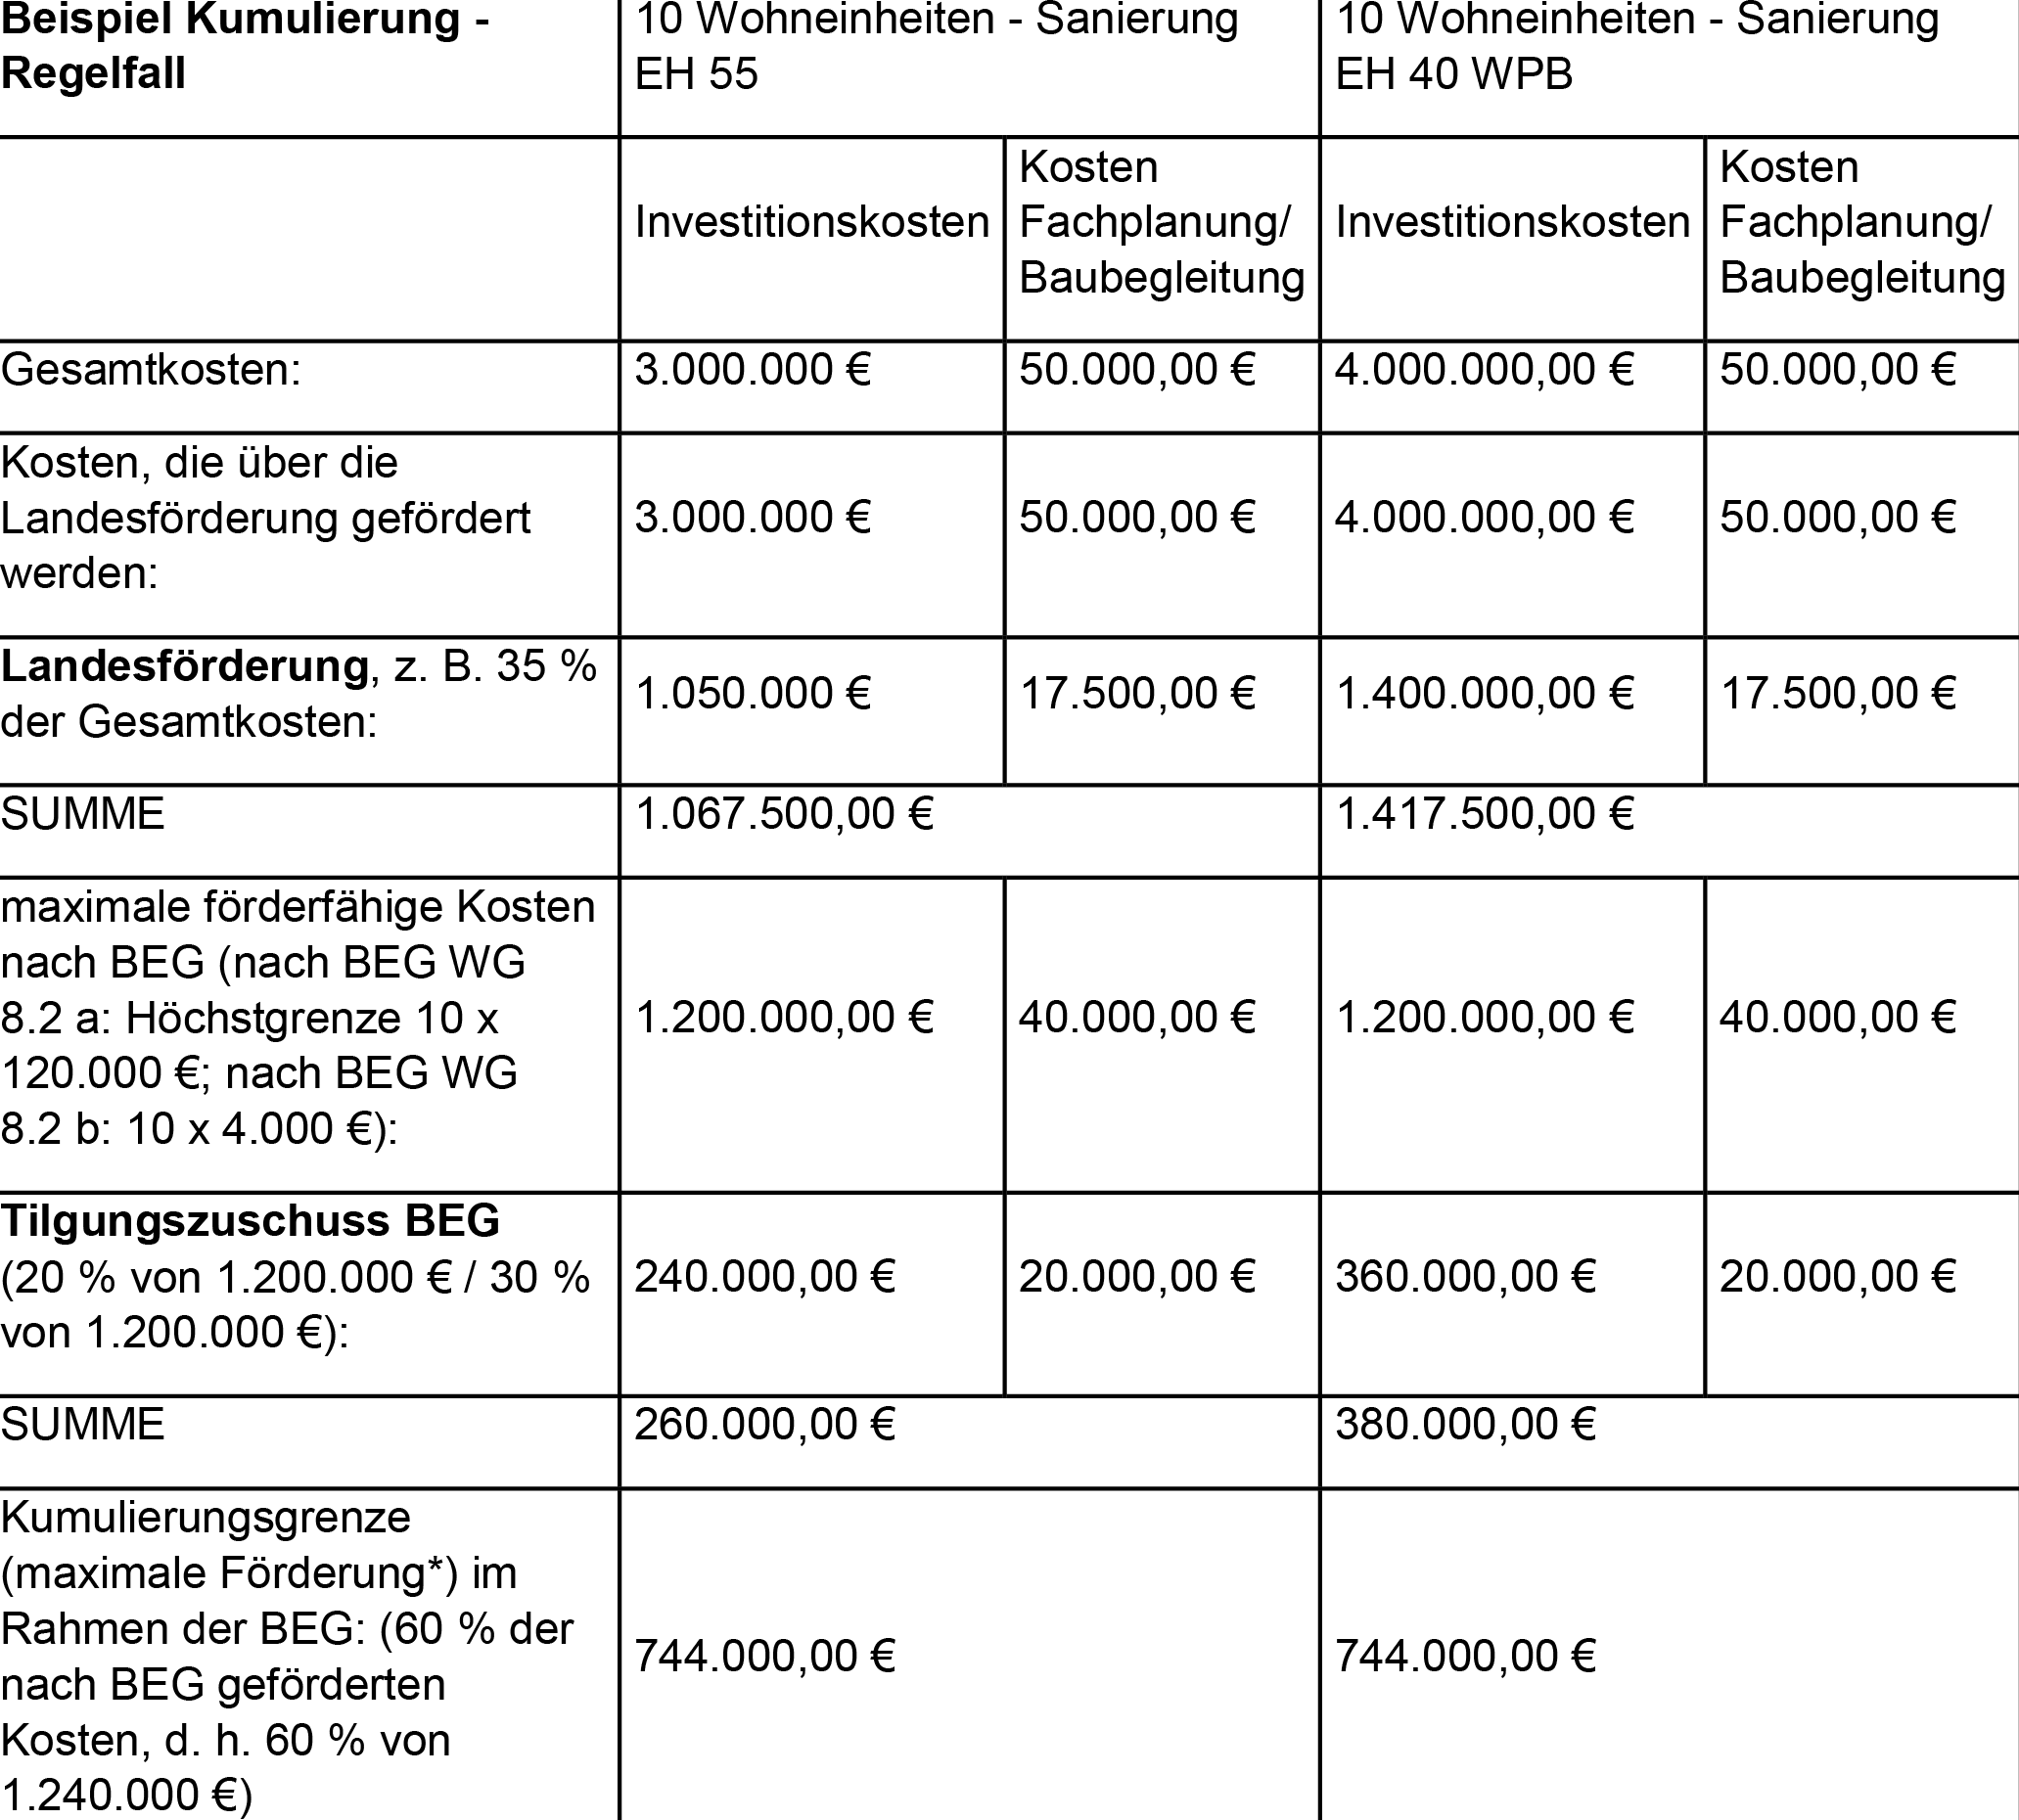 Beispiel Kumulierung -
Regelfall
10 Wohneinheiten - Sanierung
EH 55
10 Wohneinheiten - Sanierung
EH 40 WPB
Investitionskosten
Kosten
Fachplanung/
Baubegleitung
Investitionskosten
Kosten
Fachplanung/
Baubegleitung
Gesamtkosten:
3.000.000 €
50.000,00 €
4.000.000,00 €
50.000,00 €
Kosten, die über die
Landesförderung gefördert
werden:
3.000.000 €
50.000,00 €
4.000.000,00 €
50.000,00 €
Landesförderung, z. B. 35 %
der Gesamtkosten:
1.050.000 €
17.500,00 €
1.400.000,00 €
17.500,00 €
SUMME
1.067.500,00 €
1.417.500,00 €
maximale förderfähige Kosten
nach BEG (nach BEG WG
8.2 a: Höchstgrenze 10 x
120.000 €; nach BEG WG
8.2 b: 10 x 4.000 €):
1.200.000,00 €
40.000,00 €
1.200.000,00 €
40.000,00 €
Tilgungszuschuss BEG
(20 % von 1.200.000 € / 30 %
von 1.200.000 €):
240.000,00 €
20.000,00 €
360.000,00 €
20.000,00 €
SUMME
260.000,00 €
380.000,00 €
Kumulierungsgrenze
(maximale Förderung*) im
Rahmen der BEG: (60 % der
nach BEG geförderten
Kosten, d. h. 60 % von
1.240.000 €)
744.000,00 €
744.000,00 €